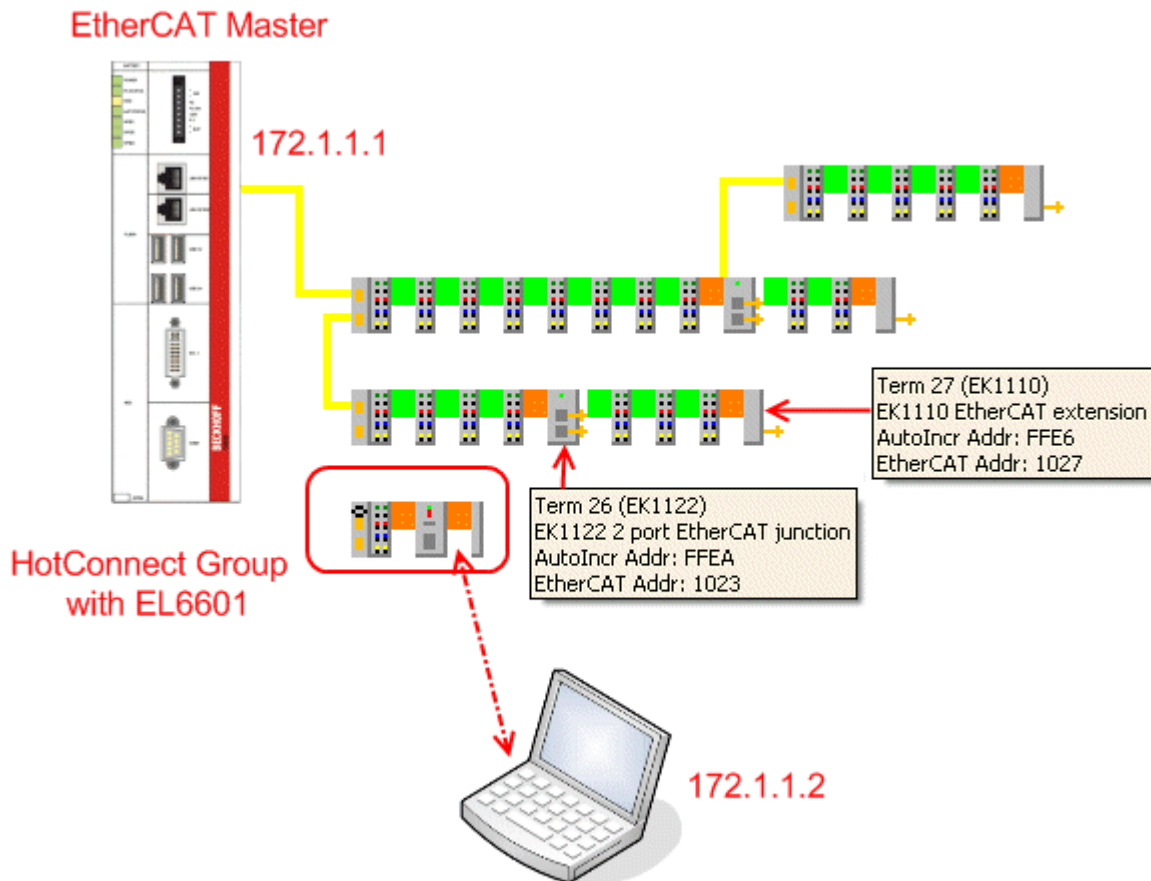 EtherCAT Master
172.1.1.1
BECKHOFF
Term 27 (EK1110)
EK1110 EtherCAT extension
AutoIncr Addr: FFE6
EtherCAT Addr: 1027
Term 26 (EK1122)
EK1122 2 port EtherCAT junction
AutoIncr Addr: FFEA
EtherCAT Addr: 1023
HotConnect Group
with EL6601
172.1.1.2